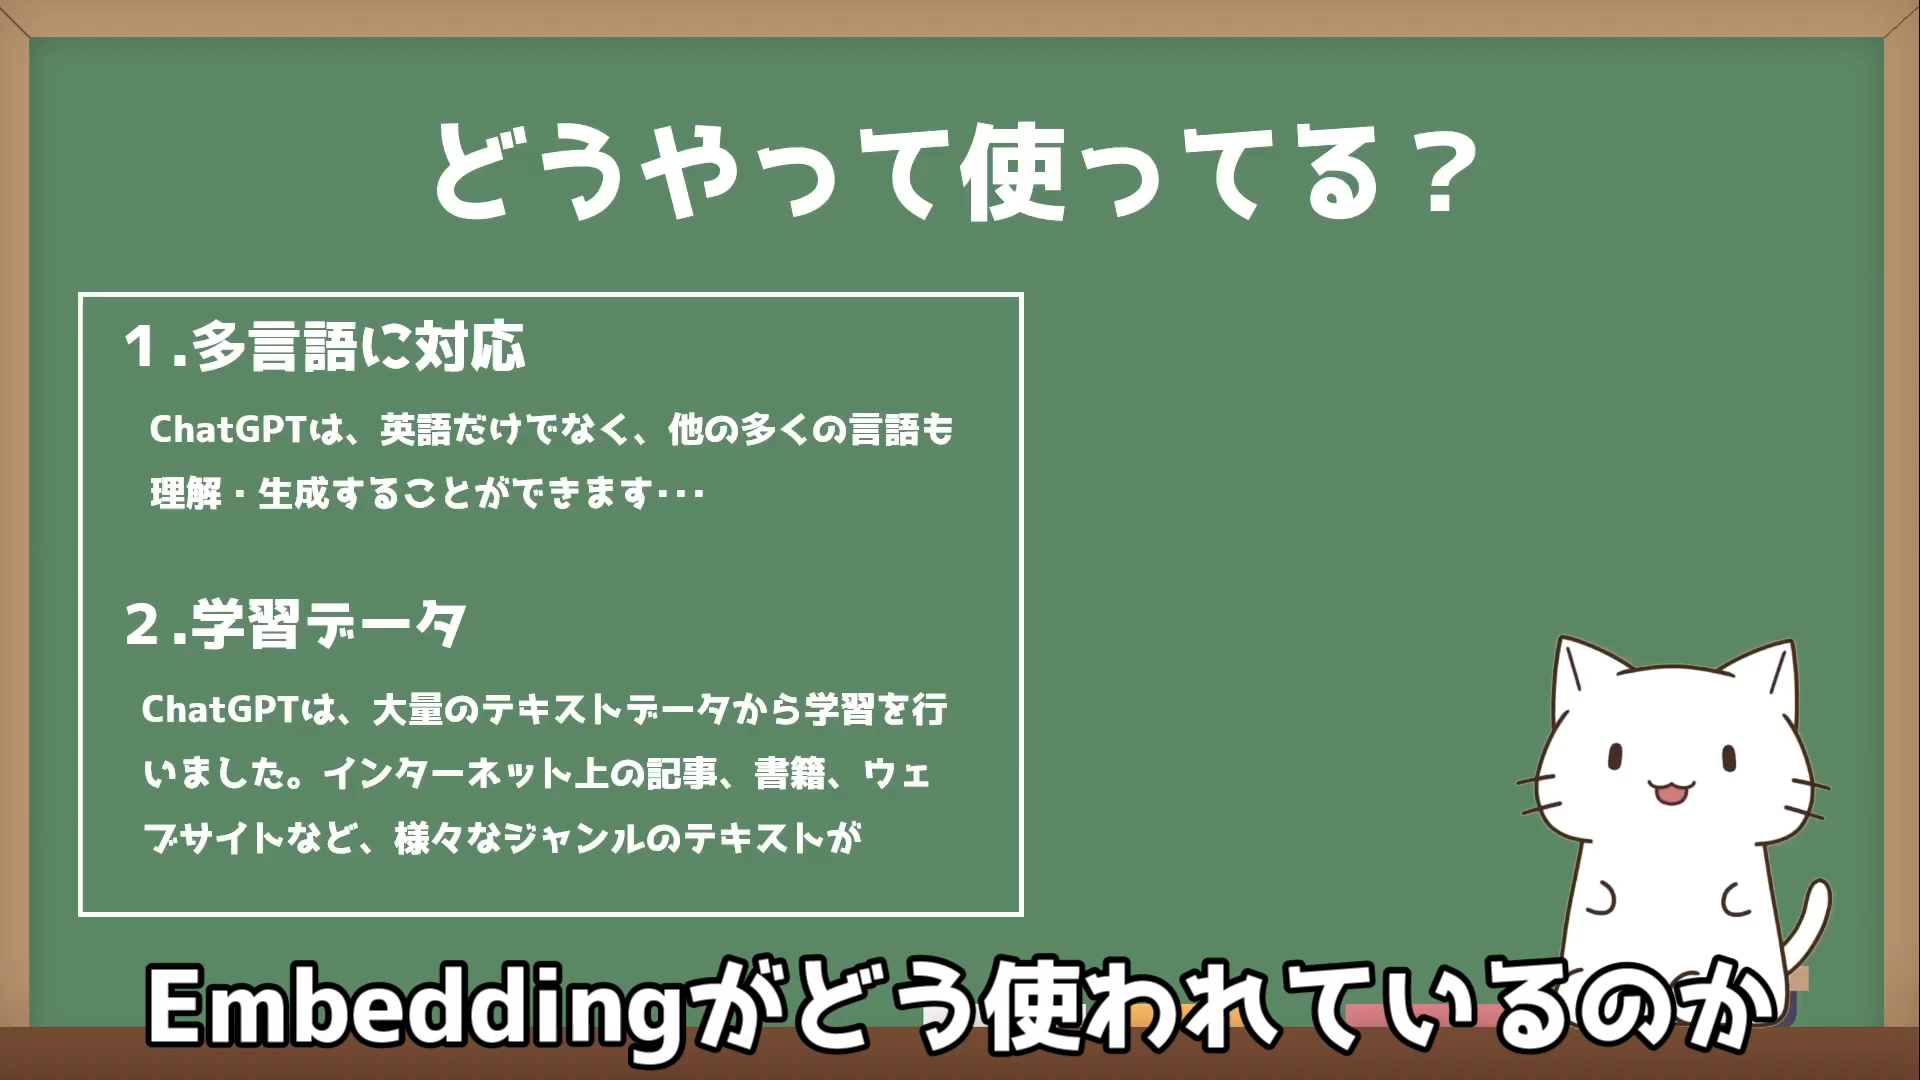 どうやって使ってる？
１.多言語に対応
ChatGPTは、英語だけでなく、他の多くの言語も
理解・生成することができます･･･
２.学習データ
ChatGPTは、大量のテキストデータから学習を行
いました。インターネット上の記事、書籍、ウェ
ブサイトなど、様々なジャンルのテキストが
Embeddingがどう使われているのか